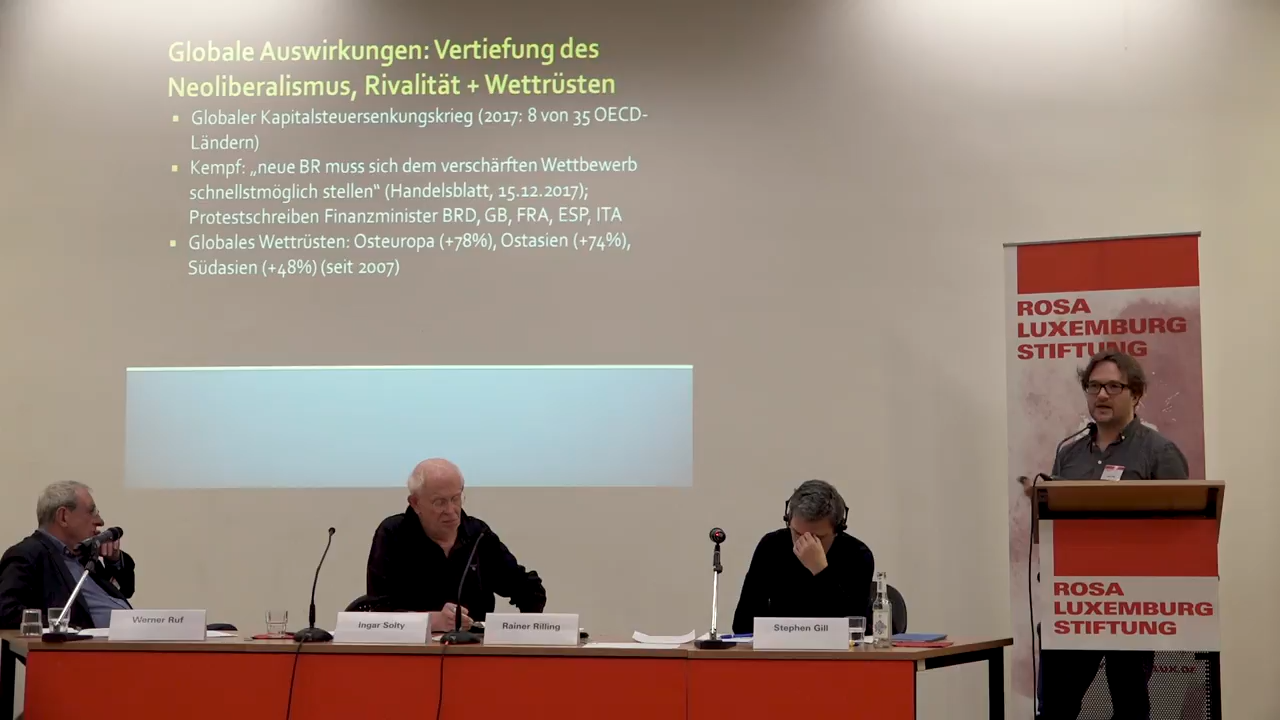 Globale Auswirkungen: Vertiefung des
Neoliberalismus, Rivalität + Wettrüsten
▪ Globaler Kapitalsteuersenkungskrieg (2017: 8 von 35 OECD-
Ländern)
▪ Kempf: „neue BR muss sich dem verschärften Wettbewerb
schnellstmöglich stellen“ (Handelsblatt, 15.12.2017);
Protestschreiben Finanzminister BRD, GB, FRA, ESP, ITA
▪ Globales Wettrüsten: Osteuropa (+78%), Ostasien (+74%),
Südasien (+48%) (seit 2007)
ROSA
LUXEMBURG
STIFTUNG
ROSA
LUXEMBURG
STIFTUNG
Werner Ruf
Ingar Solty
Rainer Rilling
Stephen Gill